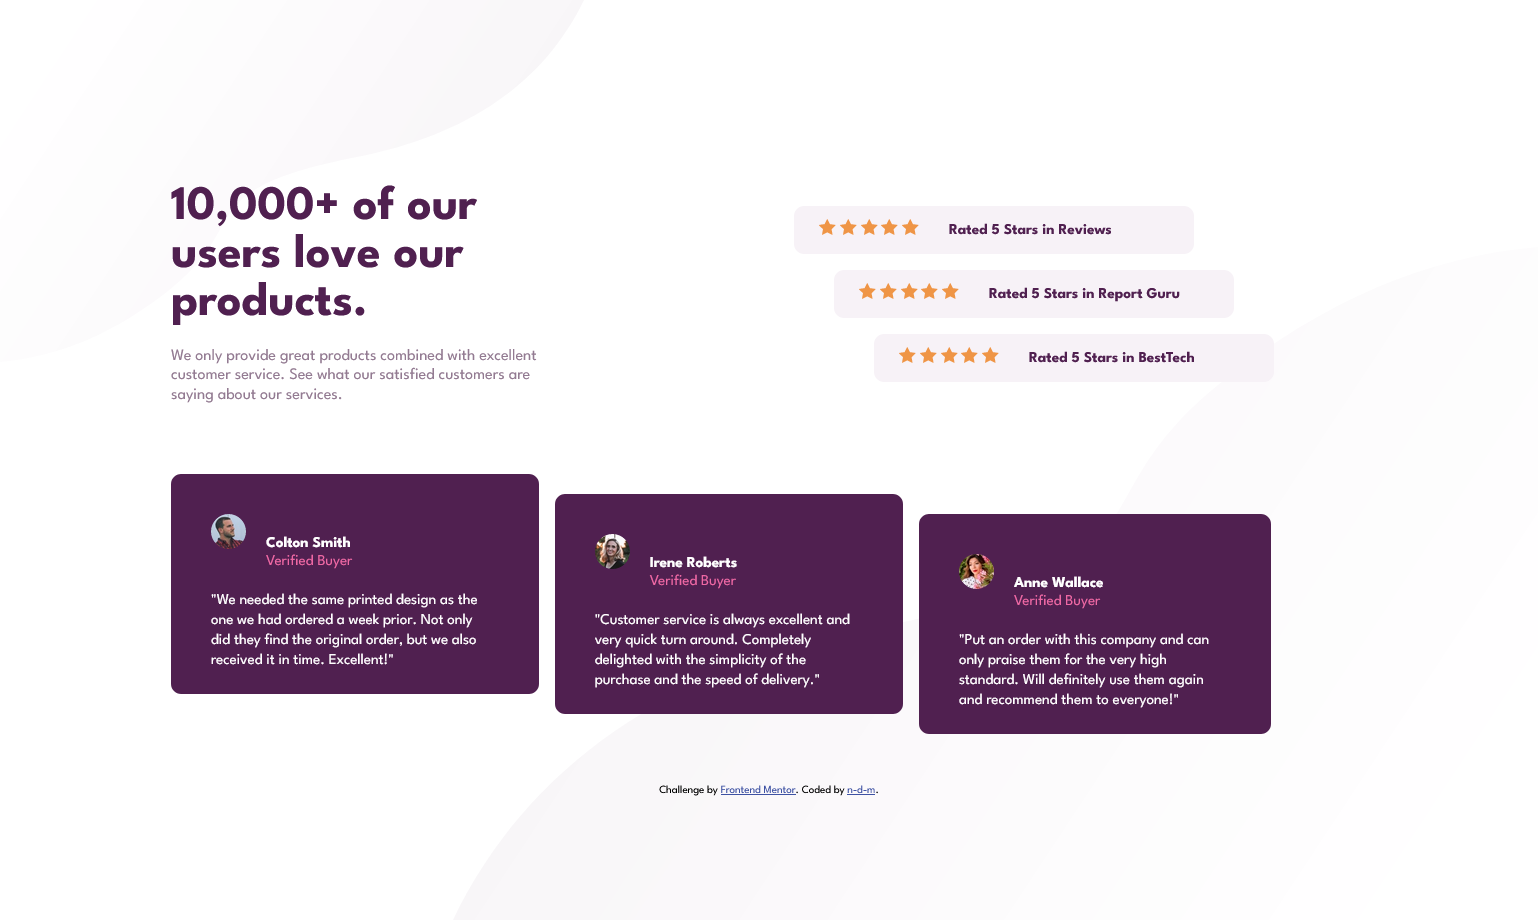 10,000+ of our
users love our
products.
We only provide great products combined with excellent
customer service. See what our satisfied customers are
saying about our services.
Rated 5 Stars in Reviews
Rated 5 Stars in Report Guru
Rated 5 Stars in BestTech
Colton Smith
Verified Buyer
"We needed the same printed design as the
one we had ordered a week prior. Not only
did they find the original order, but we also
received it in time. Excellent!"
Irene Roberts
Verified Buyer
"Customer service is always excellent and
very quick turn around. Completely
delighted with the simplicity of the
purchase and the speed of delivery."
Anne Wallace
Verified Buyer
"Put an order with this company and can
only praise them for the very high
standard. Will definitely use them again
and recommend them to everyone!"
Challenge by Frontend Mentor. Coded by n-d-m.